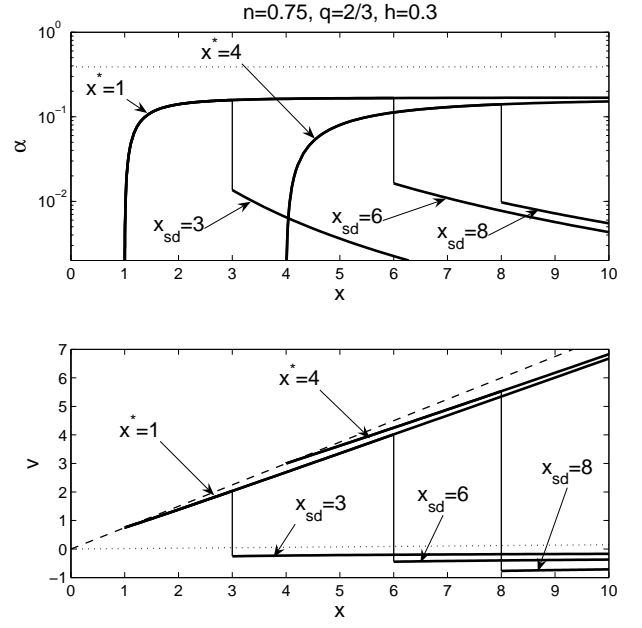 n=0.75, q=2/3, h=0.3
10^0
10^-1
10^-2
α
x^*=1
x^*=4
x_sd=3
x_sd=6
x_sd=8
0 1 2 3 4 5 6 7 8 9 10
x
7
6
5
4
3
2
1
0
−1
v
x^*=4
x^*=1
x_sd=3
x_sd=6
x_sd=8
0 1 2 3 4 5 6 7 8 9 10
x